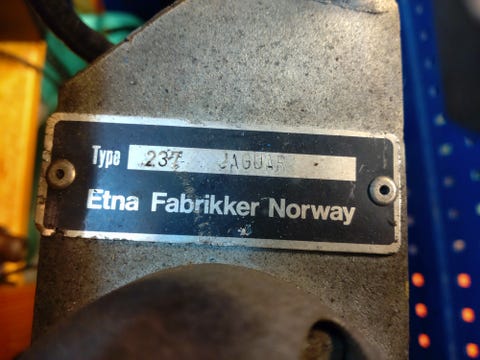 Type 237 JAGUAR
Etna Fabrikker Norway